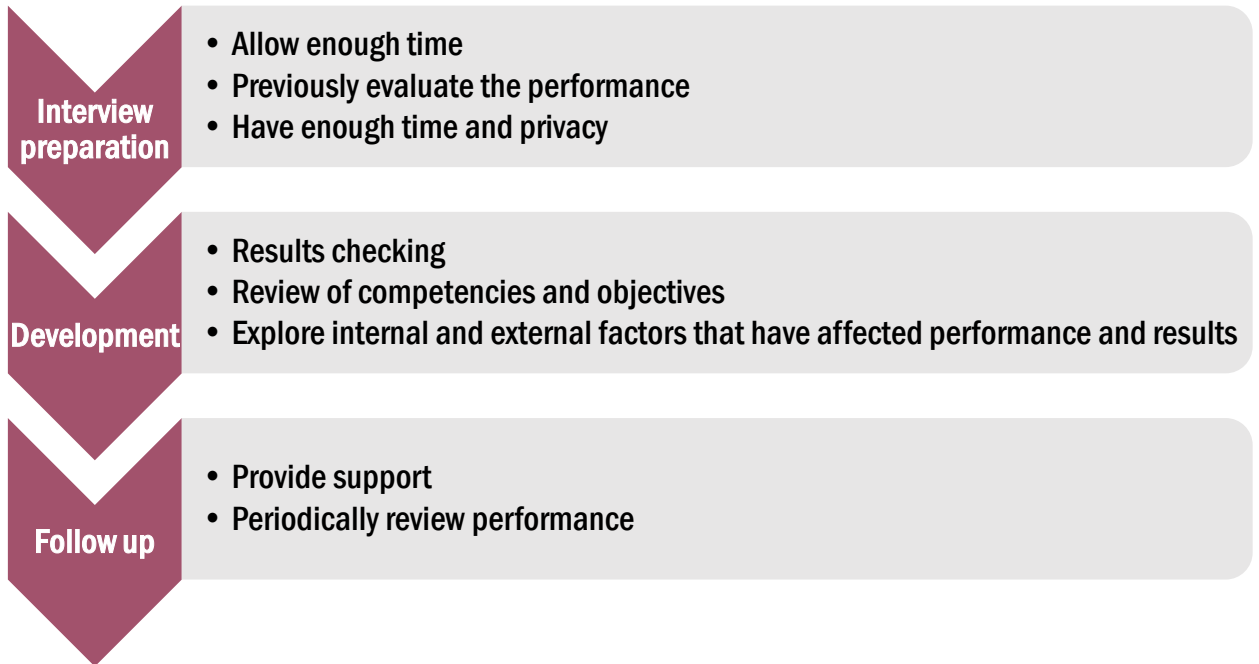 Interview
preparation
• Allow enough time
• Previously evaluate the performance
• Have enough time and privacy
Development
• Results checking
• Review of competencies and objectives
• Explore internal and external factors that have affected performance and results
Follow up
• Provide support
• Periodically review performance